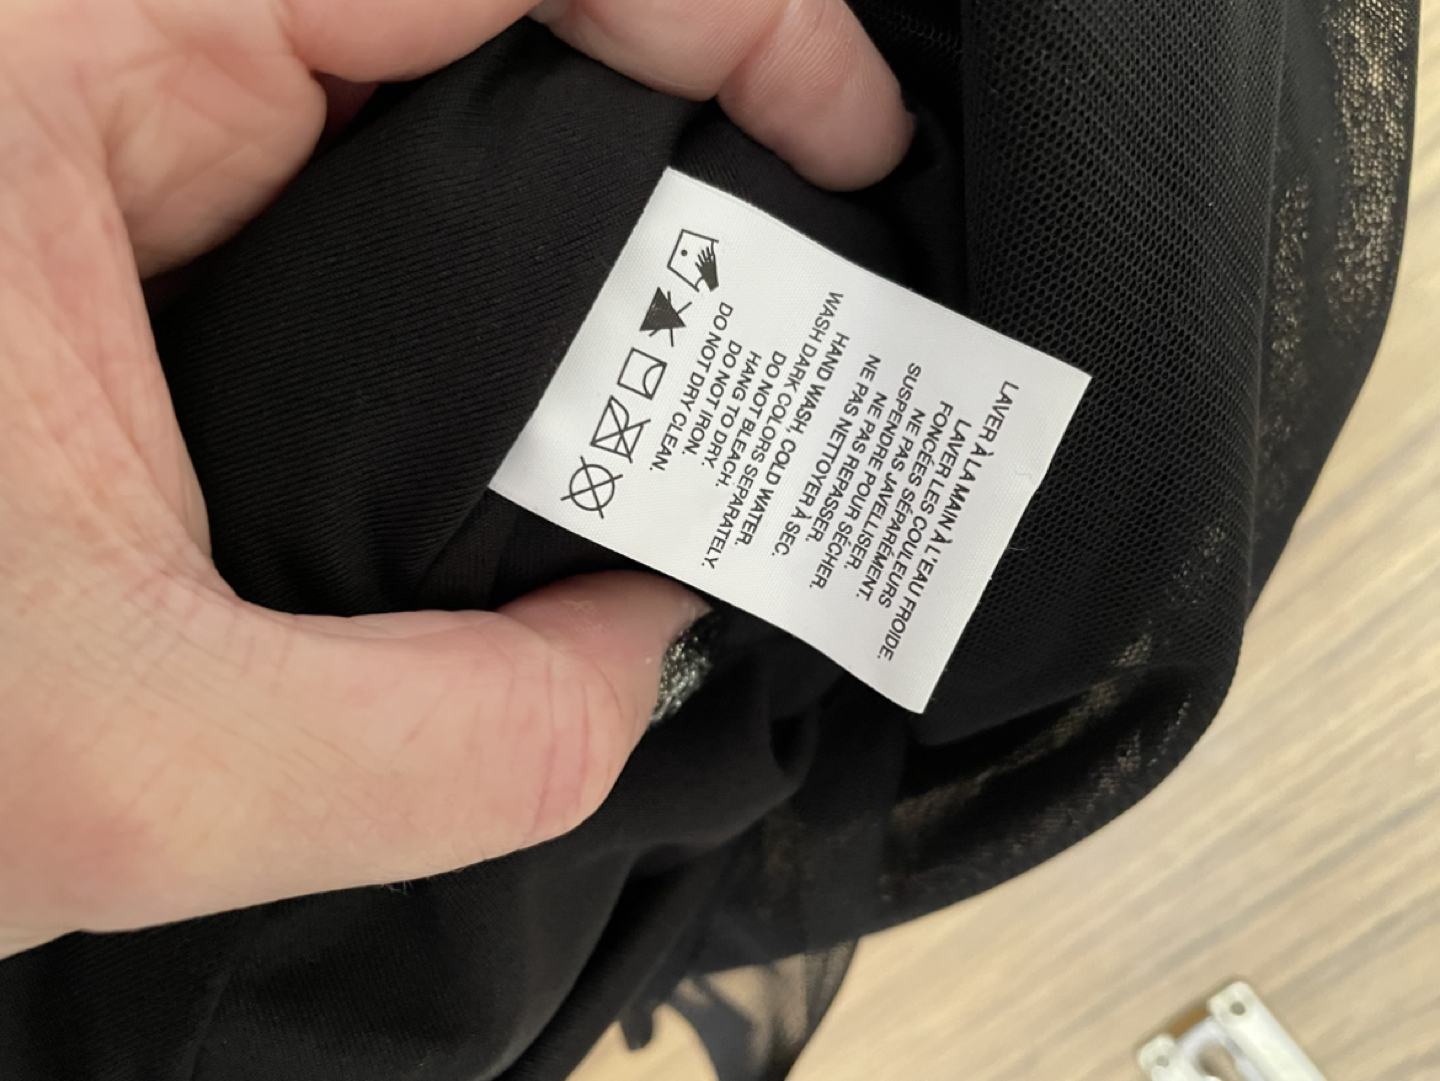 HAND WASH, COLD WATER.
WASH DARK COLORS SEPARATELY.
DO NOT BLEACH.
HANG TO DRY.
DO NOT IRON.
DO NOT DRY CLEAN.
LAVER À LA MAIN À L'EAU FROIDE.
LAVER LES COULEURS
FONCÉES SÉPARÉMENT.
NE PAS JAVELLISER.
SUSPENDRE POUR SÉCHER.
NE PAS REPASSER.
NE PAS NETTOYER À SEC.